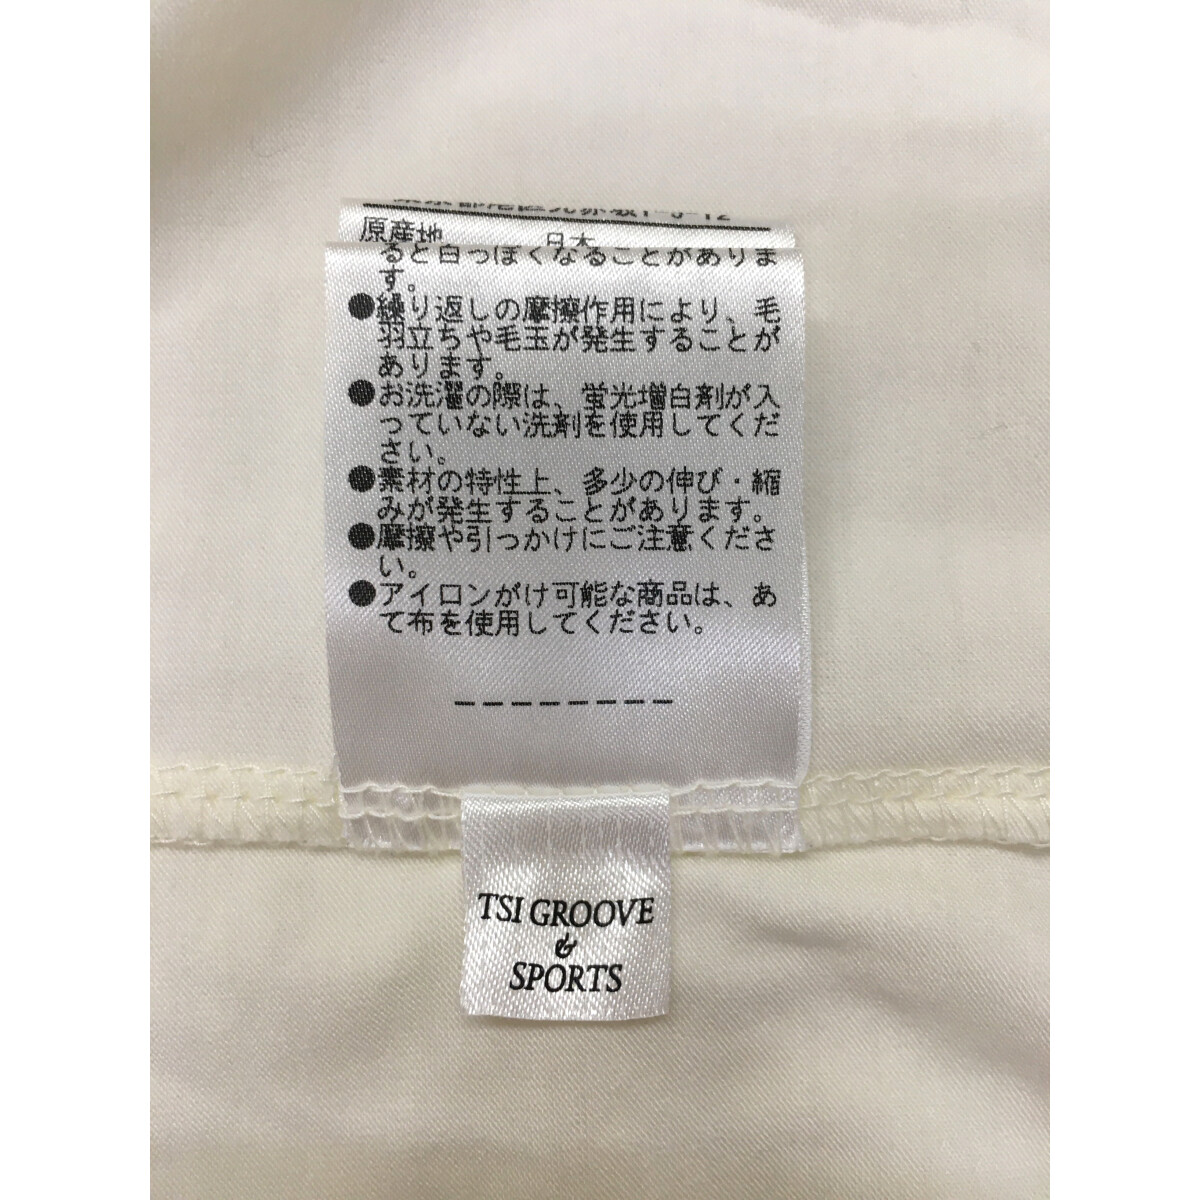 原産地 日本
ると白っぽくなることがありま
す。
●繰り返しの摩擦作用により、毛
羽立ちや毛玉が発生することが
あります。
●お洗濯の際は、蛍光増白剤が入
っていない洗剤を使用してくだ
さい。
●素材の特性上、多少の伸び・縮
みが発生することがあります。
●摩擦や引っかけにご注意くださ
い。
●アイロンがけ可能な商品は、あ
て布を使用してください。
--------
TSI GROOVE
&
SPORTS